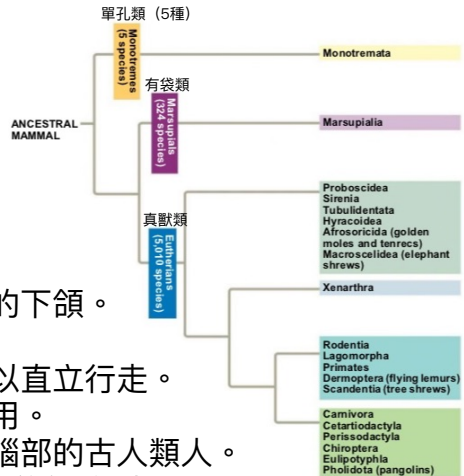 單孔類（5種）
Monotremes
(5 species)
Monotremata
有袋類
Marsupials
(324 species)
ANCESTRAL
MAMMAL
Marsupialia
真獸類
Eutherians
(5,010 species)
Proboscidea
Sirenia
Tubulidentata
Hyracoidea
Afrosoricida (golden
moles and tenrecs)
Macroscelidea (elephant
shrews)
Xenarthra
的下頜。
以直立行走。
用。
腦部的古人類人。
Rodentia
Lagomorpha
Primates
Dermoptera (flying lemurs)
Scandentia (tree shrews)
Carnivora
Cetartiodactyla
Perissodactyla
Chiroptera
Eulipotyphla
Pholidota (pangolins)